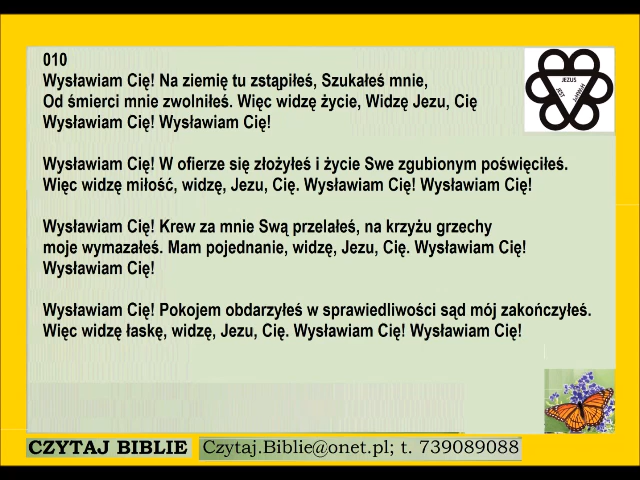 010
Wysławiam Cię! Na ziemię tu zstąpiłeś, Szukałeś mnie,
Od śmierci mnie zwolniłeś. Więc widzę życie, Widzę Jezu, Cię
Wysławiam Cię! Wysławiam Cię!
Wysławiam Cię! W ofierze się złożyłeś i życie Swe zgubionym poświęciłeś.
Więc widzę miłość, widzę, Jezu, Cię. Wysławiam Cię! Wysławiam Cię!
Wysławiam Cię! Krew za mnie Swą przelałeś, na krzyżu grzechy
moje wymazałeś. Mam pojednanie, widzę, Jezu, Cię. Wysławiam Cię!
Wysławiam Cię!
Wysławiam Cię! Pokojem obdarzyłeś w sprawiedliwości sąd mój zakończyłeś.
Więc widzę łaskę, widzę, Jezu, Cię. Wysławiam Cię! Wysławiam Cię!
JEZUS
JEST
PANEM
CZYTAJ BIBLIE
Czytaj.Biblie@onet.pl; t. 739089088